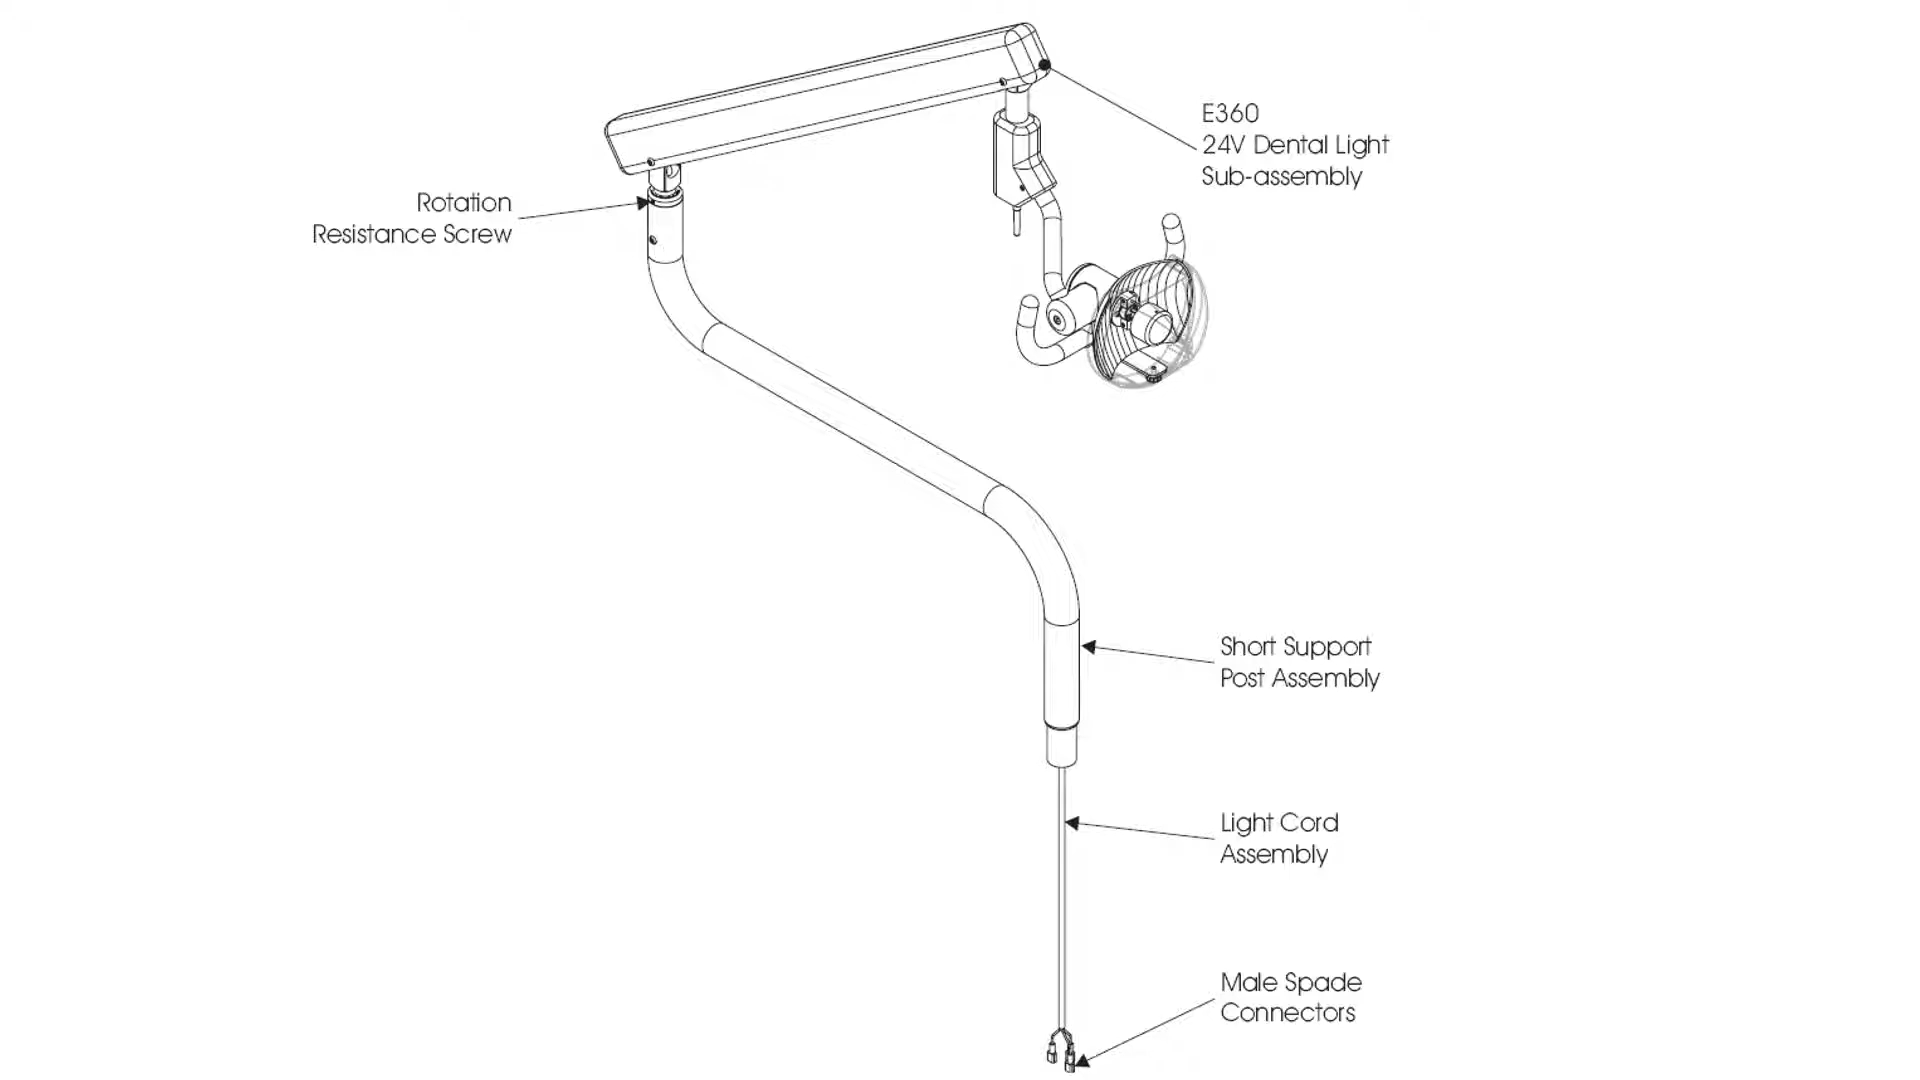 E360
24V Dental Light
Sub-assembly
Rotation
Resistance Screw
Short Support
Post Assembly
Light Cord
Assembly
Male Spade
Connectors